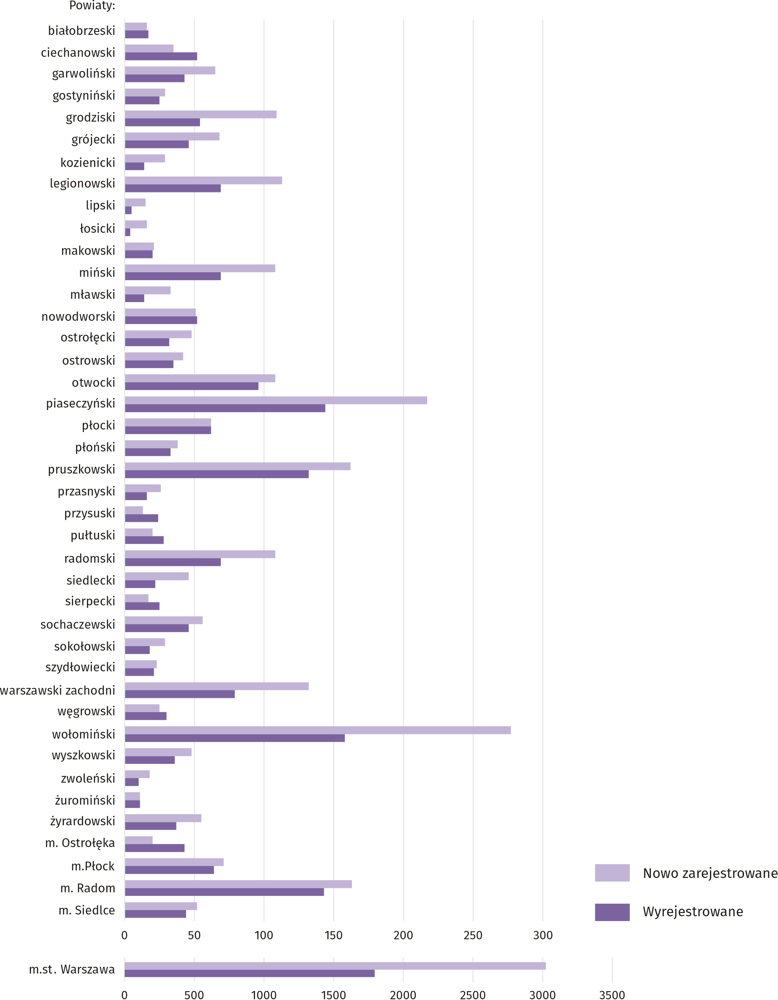 Powiaty:
białobrzeski
ciechanowski
garwoliński
gostyniński
grodziski
grójecki
kozienicki
legionowski
lipski
łosicki
makowski
miński
mławski
nowodworski
ostrołęcki
ostrowski
otwocki
piaseczyński
płocki
płoński
pruszkowski
przasnyski
przysuski
pułtuski
radomski
siedlecki
sierpecki
sochaczewski
sokołowski
szydłowiecki
warszawski zachodni
węgrowski
wołomiński
wyszkowski
zwoleński
żuromiński
żyrardowski
m. Ostrołęka
m.Płock
Nowo zarejestrowane
m. Radom
m. Siedlce
Wyrejestrowane
0 50 100 150 200 250 300
m.st. Warszawa
0 500 1000 1500 2000 2500 3000 3500